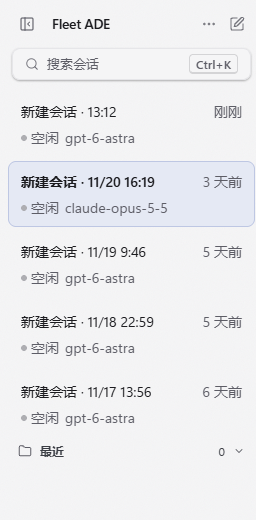 Fleet ADE
搜索会话 Ctrl+K
新建会话 · 13:12 刚刚
空闲 gpt-6-astra
新建会话 · 11/20 16:19 3 天前
空闲 claude-opus-5-5
新建会话 · 11/19 9:46 5 天前
空闲 gpt-6-astra
新建会话 · 11/18 22:59 5 天前
空闲 gpt-6-astra
新建会话 · 11/17 13:56 6 天前
空闲 gpt-6-astra
最近 0